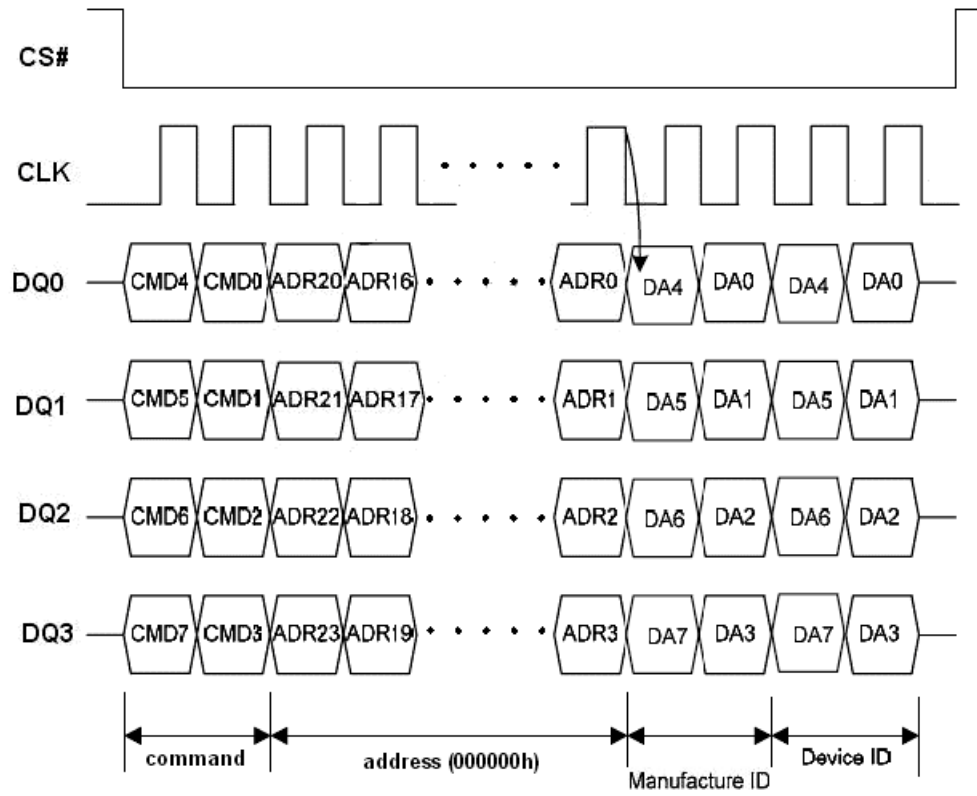 CS#
CLK
DQ0 CMD4 CMD0 ADR20 ADR16 ADR0 DA4 DA0 DA4 DA0
DQ1 CMD5 CMD1 ADR21 ADR17 ADR1 DA5 DA1 DA5 DA1
DQ2 CMD6 CMD2 ADR22 ADR18 ADR2 DA6 DA2 DA6 DA2
DQ3 CMD7 CMD3 ADR23 ADR19 ADR3 DA7 DA3 DA7 DA3
command address (000000h) Manufacture ID Device ID